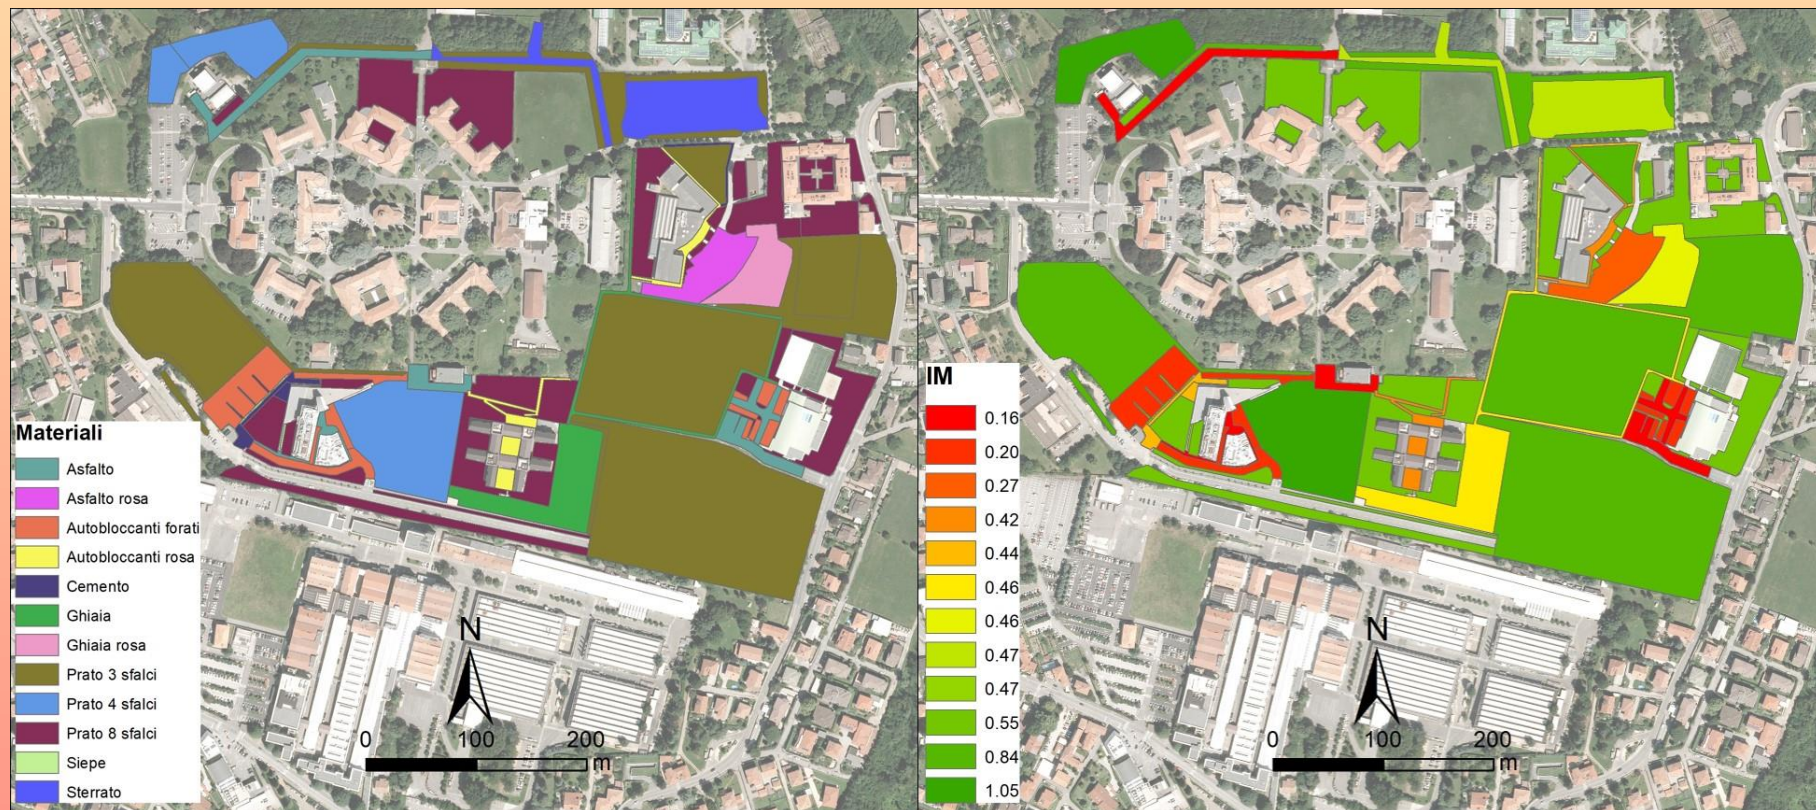 Materiali
Asfalto
Asfalto rosa
Autobloccanti forati
Autobloccanti rosa
Cemento
Ghiaia
Ghiaia rosa
Prato 3 sfalci
Prato 4 sfalci
Prato 8 sfalci
Siepe
Sterrato
N
0 100 200
m
IM
0.16
0.20
0.27
0.42
0.44
0.46
0.46
0.47
0.47
0.55
0.84
1.05
N
0 100 200
m